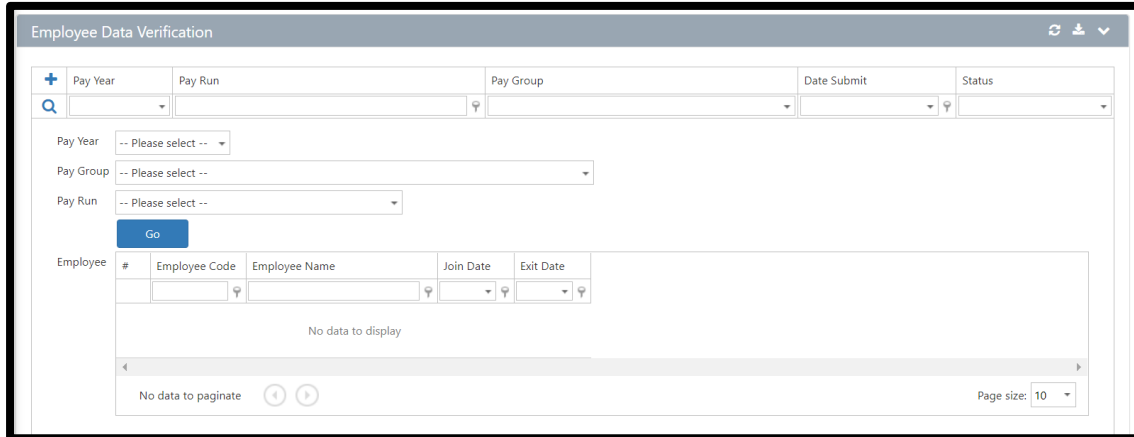 Employee Data Verification
Pay Year Pay Run Pay Group Date Submit Status
Pay Year -- Please select --
Pay Group -- Please select --
Pay Run -- Please select --
Go
Employee # Employee Code Employee Name Join Date Exit Date
No data to display
No data to paginate Page size: 10